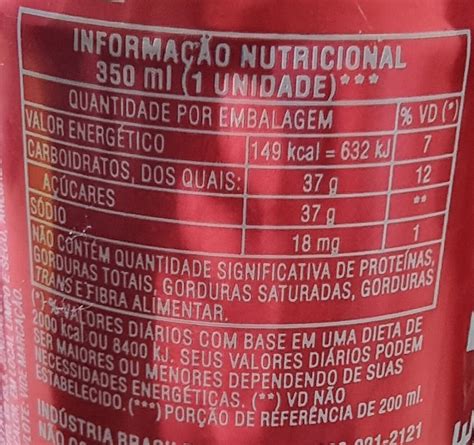 INFORMAÇÃO NUTRICIONAL
350 ml (1 UNIDADE)***
QUANTIDADE POR EMBALAGEM
% VD (*)
VALOR ENERGÉTICO 149 kcal = 632 kJ 7
CARBOIDRATOS, DOS QUAIS: 37 g 12
AÇÚCARES 37 g **
SÓDIO 18 mg 1
NÃO CONTÉM QUANTIDADE SIGNIFICATIVA DE PROTEÍNAS,
GORDURAS TOTAIS, GORDURAS SATURADAS, GORDURAS
TRANS E FIBRA ALIMENTAR.
(*) % VALORES DIÁRIOS COM BASE EM UMA DIETA DE
2000 kcal OU 8400 kJ. SEUS VALORES DIÁRIOS PODEM
SER MAIORES OU MENORES DEPENDENDO DE SUAS
NECESSIDADES ENERGÉTICAS. (**) VD NÃO
ESTABELECIDO. (***) PORÇÃO DE REFERÊNCIA DE 200 ml.
INDÚSTRIA
021-2121